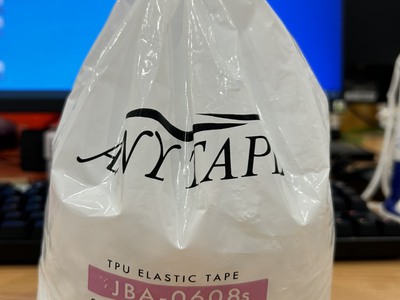 ANYTAPE
TPU ELASTIC TAPE
JBA-0608s